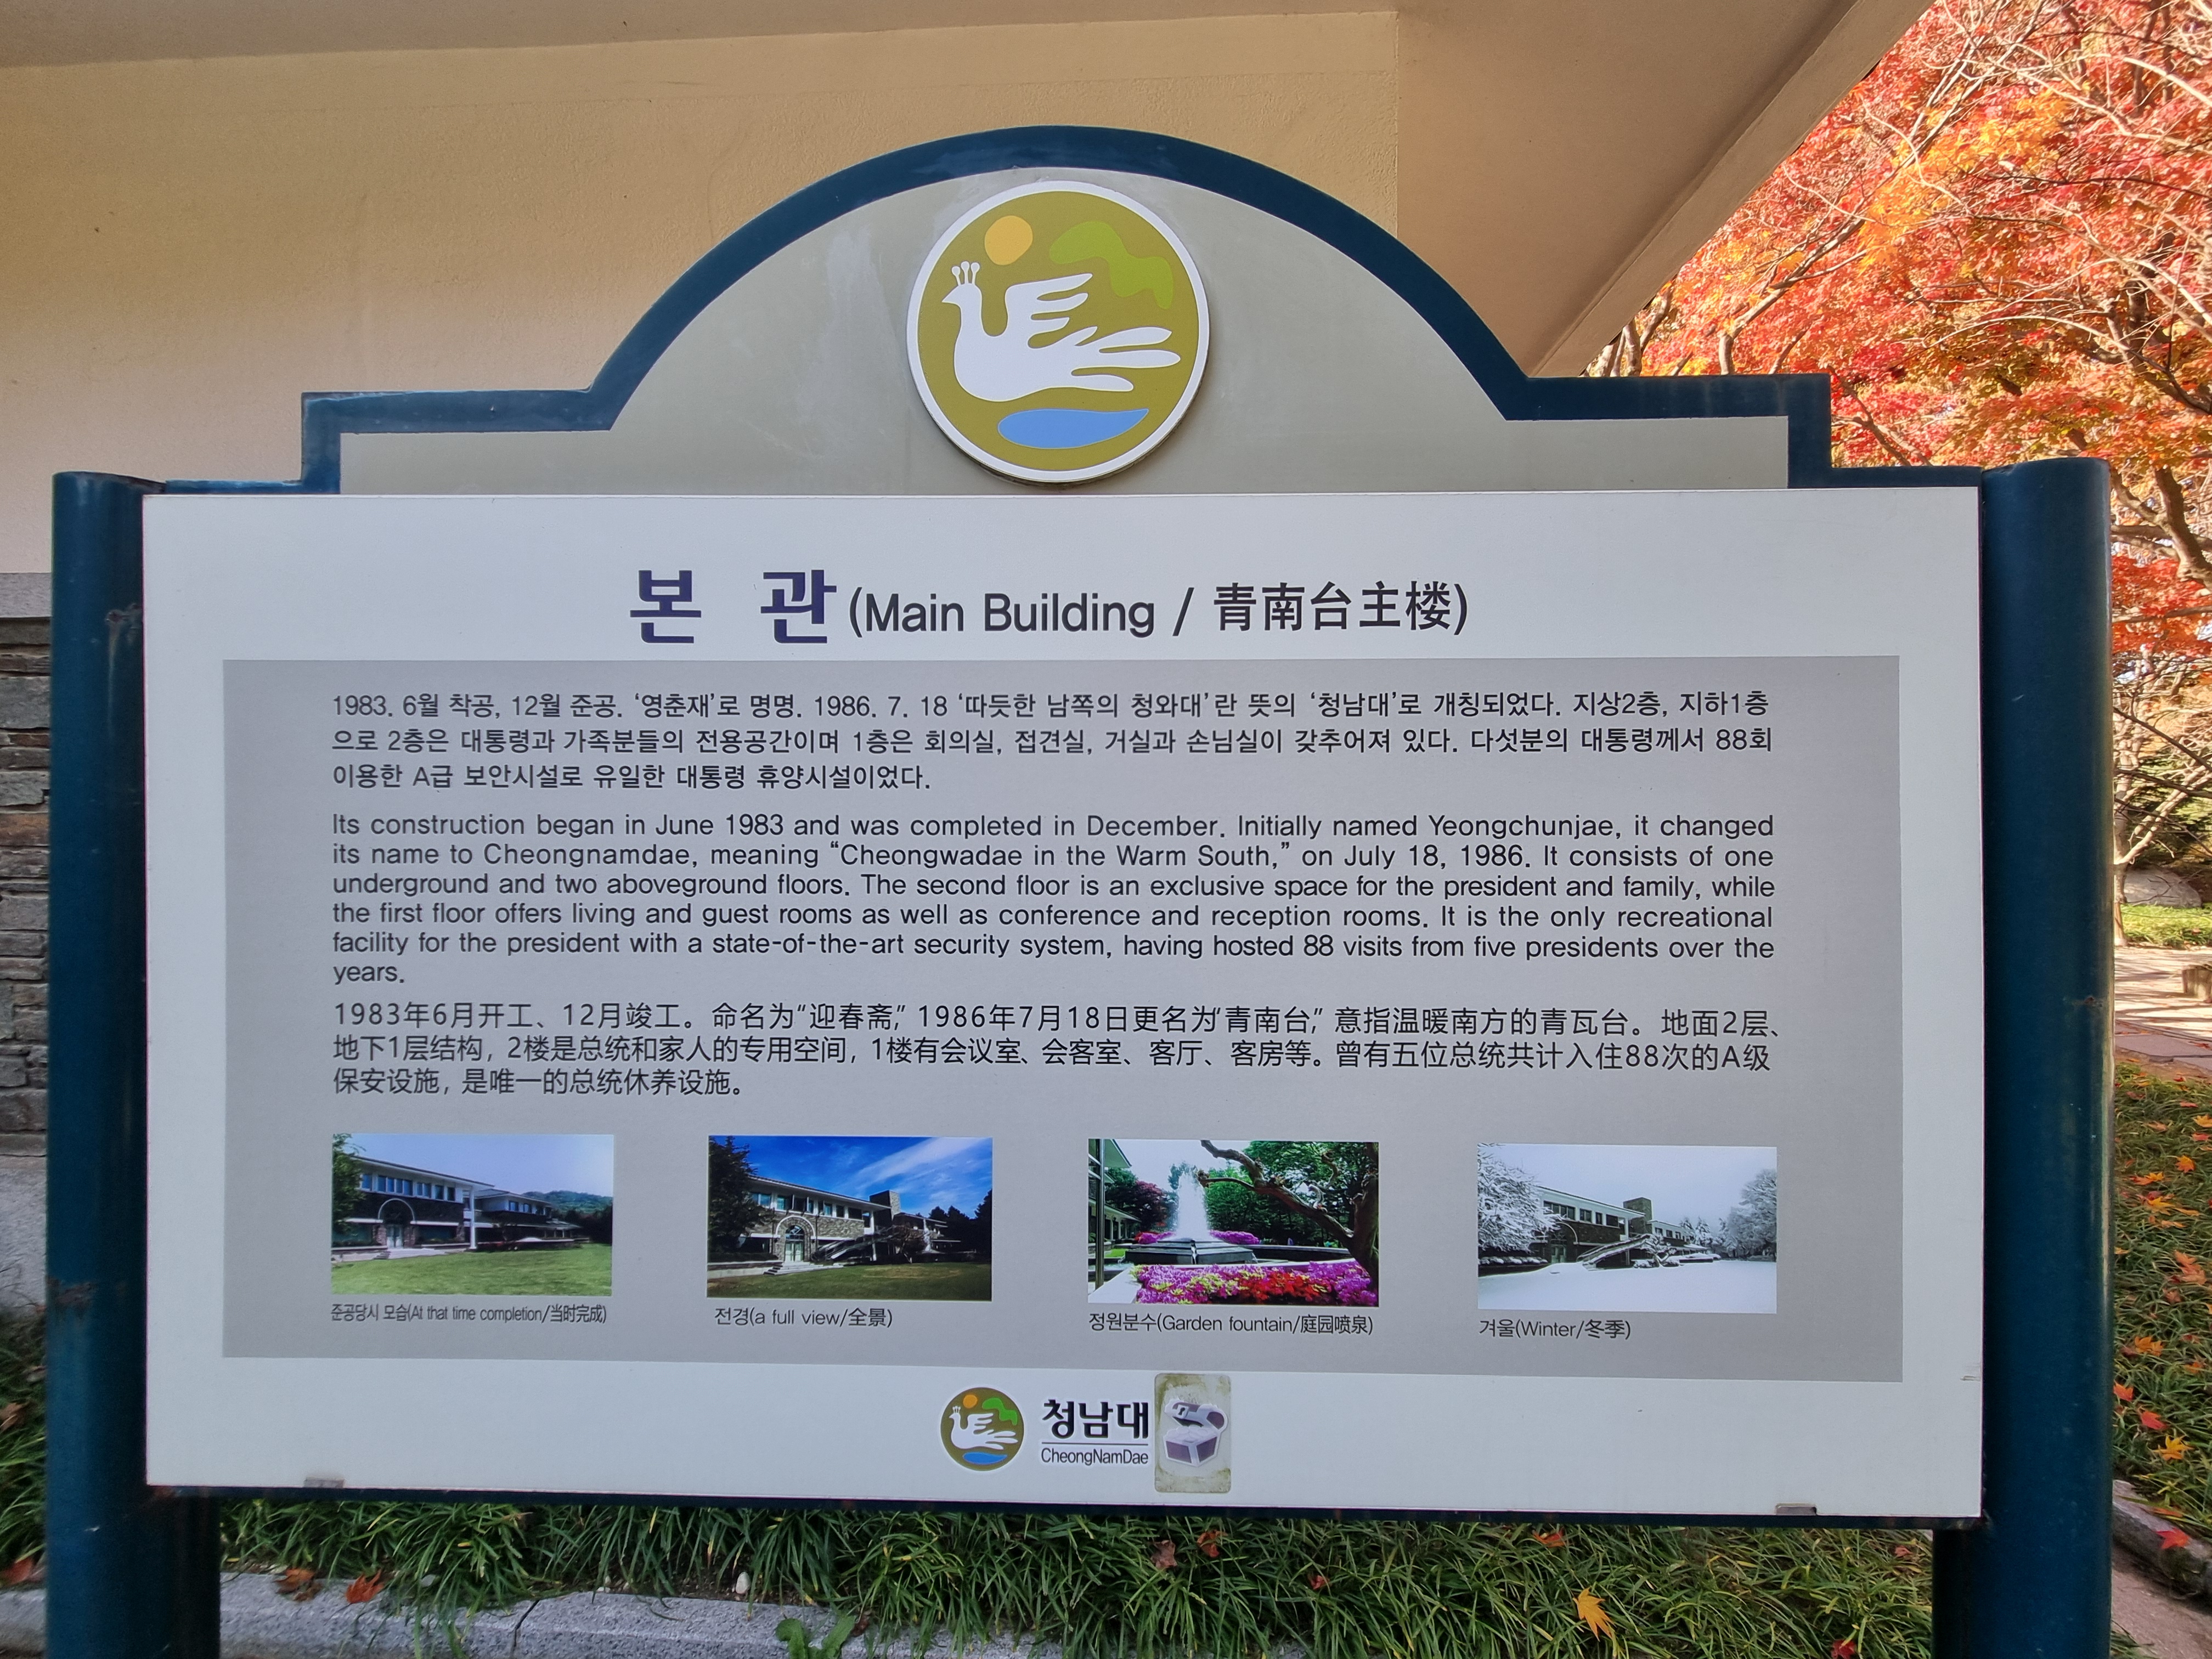 본 관 (Main Building / 青南台主楼)
1983. 6월 착공, 12월 준공. ‘영춘재’로 명명. 1986. 7. 18 ‘따듯한 남쪽의 청와대’란 뜻의 ‘청남대’로 개칭되었다. 지상2층, 지하1층
으로 2층은 대통령과 가족분들의 전용공간이며 1층은 회의실, 접견실, 거실과 손님실이 갖추어져 있다. 다섯분의 대통령께서 88회
이용한 A급 보안시설로 유일한 대통령 휴양시설이었다.
Its construction began in June 1983 and was completed in December. Initially named Yeongchunjae, it changed
its name to Cheongnamdae, meaning “Cheongwadae in the Warm South,” on July 18, 1986. It consists of one
underground and two aboveground floors. The second floor is an exclusive space for the president and family, while
the first floor offers living and guest rooms as well as conference and reception rooms. It is the only recreational
facility for the president with a state-of-the-art security system, having hosted 88 visits from five presidents over the
years.
1983年6月开工、12月竣工。命名为“迎春斋,” 1986年7月18日更名为“青南台,” 意指温暖南方的青瓦台。地面2层、
地下1层结构, 2楼是总统和家人的专用空间, 1楼有会议室、会客室、客厅、客房等。曾有五位总统共计入住88次的A级
保安设施, 是唯一的总统休养设施。
준공당시 모습(At that time completion/当时完成)
전경(a full view/全景)
정원분수(Garden fountain/庭园喷泉)
겨울(Winter/冬季)
청남대
CheongNamDae